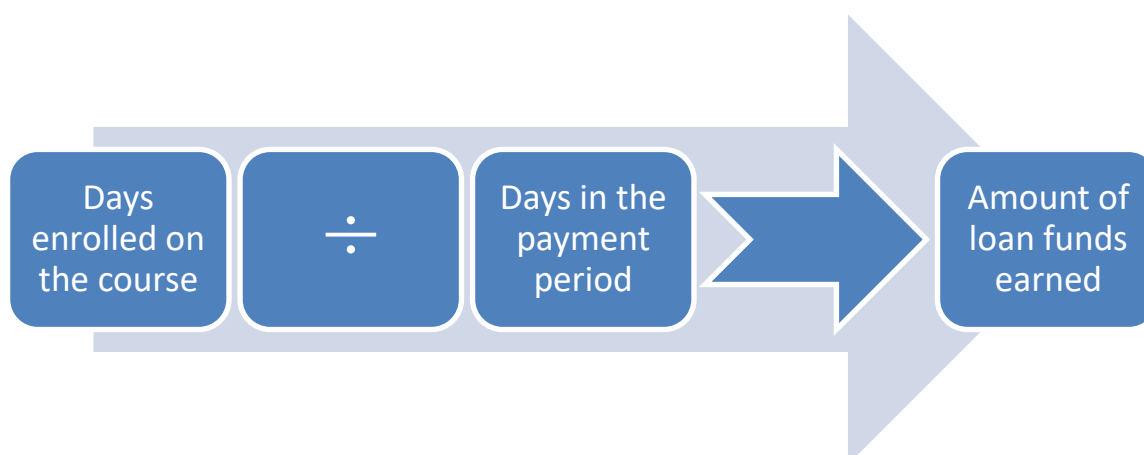 Days
enrolled on
the course
÷
Days in the
payment
period
Amount of
loan funds
earned